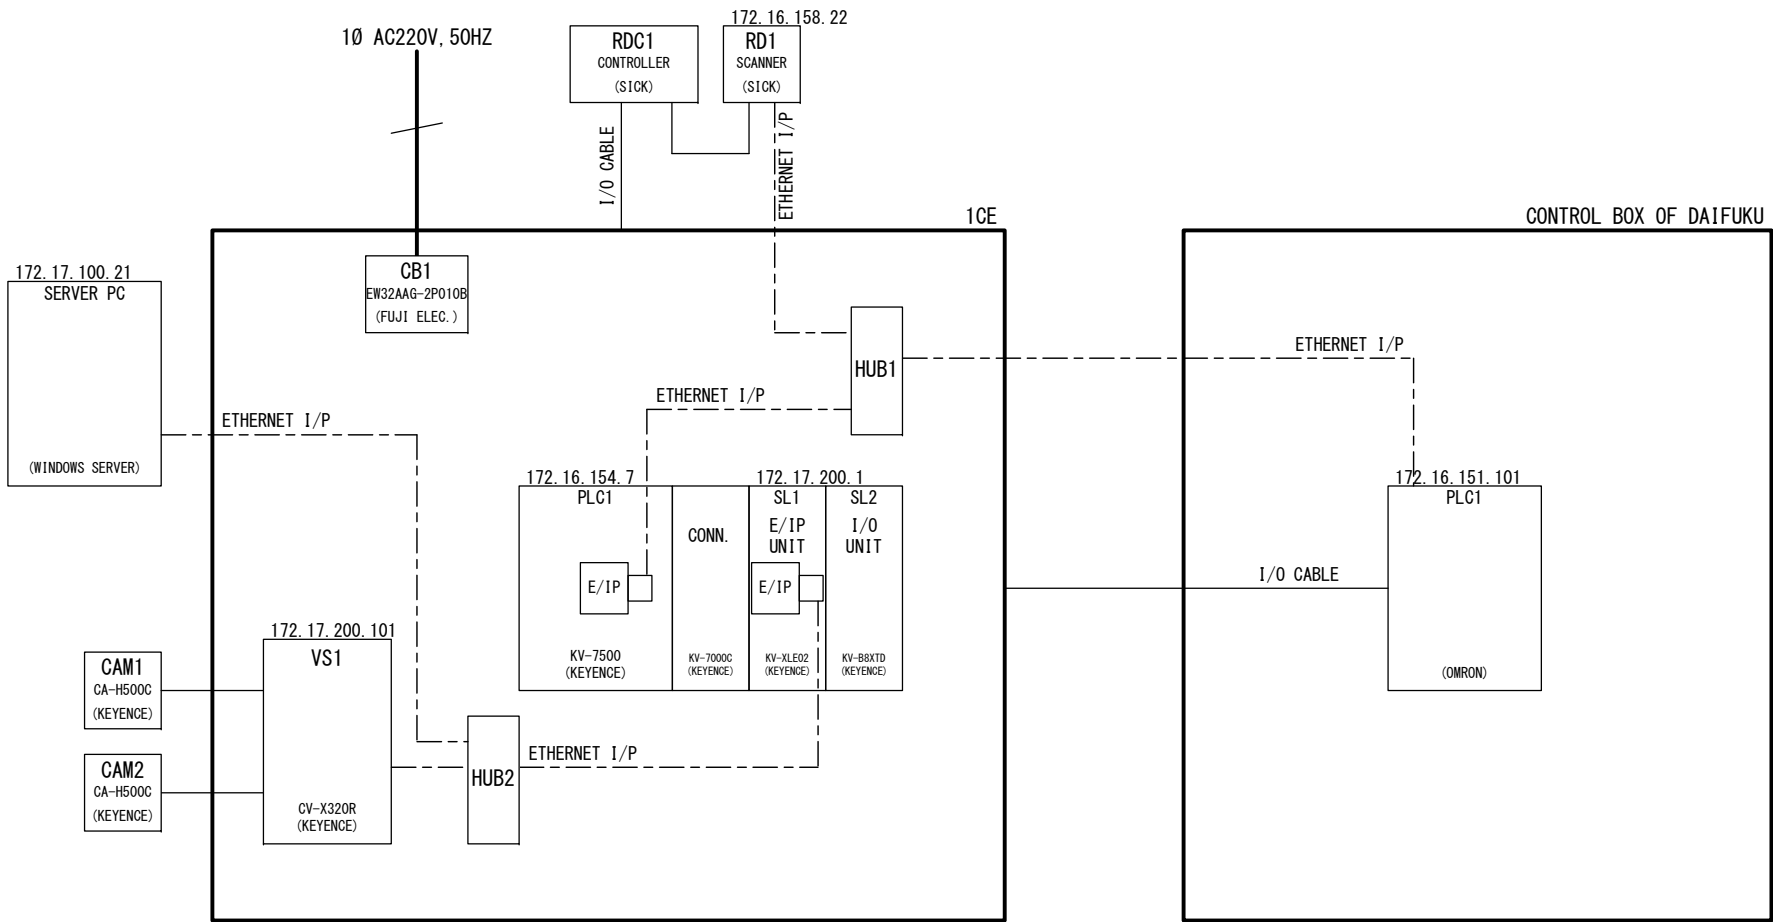 172.16.158.22
1Ø AC220V, 50HZ
RDC1
CONTROLLER
(SICK)
RD1
SCANNER
(SICK)
I/O CABLE
ETHERNET I/P
1CE
CONTROL BOX OF DAIFUKU
172.17.100.21
SERVER PC
(WINDOWS SERVER)
CB1
EW32AAG-2P010B
(FUJI ELEC.)
HUB1
ETHERNET I/P
ETHERNET I/P
ETHERNET I/P
172.16.154.7
PLC1
E/IP
KV-7500
(KEYENCE)
CONN.
KV-7000C
(KEYENCE)
172.17.200.1
SL1
E/IP
UNIT
E/IP
KV-XLE02
(KEYENCE)
SL2
I/O
UNIT
KV-B8XTD
(KEYENCE)
172.16.151.101
PLC1
(OMRON)
I/O CABLE
172.17.200.101
VS1
CV-X320R
(KEYENCE)
CAM1
CA-H500C
(KEYENCE)
CAM2
CA-H500C
(KEYENCE)
HUB2
ETHERNET I/P